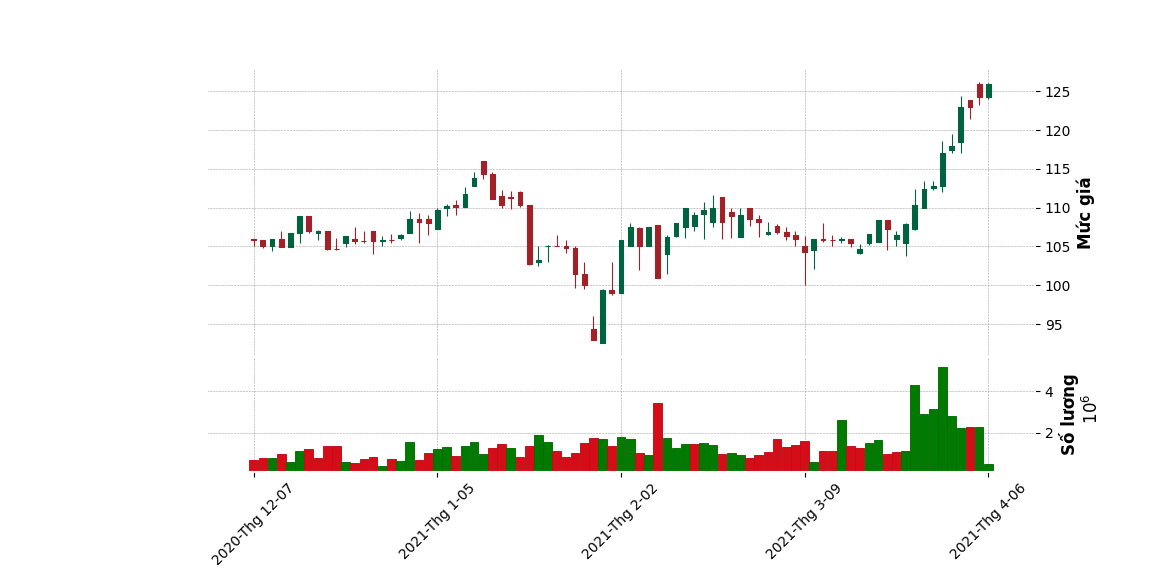 125
120
115
110
105
100
95
Mức giá
4
2
Số lương
10⁶
2020-Thg 12-07
2021-Thg 1-05
2021-Thg 2-02
2021-Thg 3-09
2021-Thg 4-06